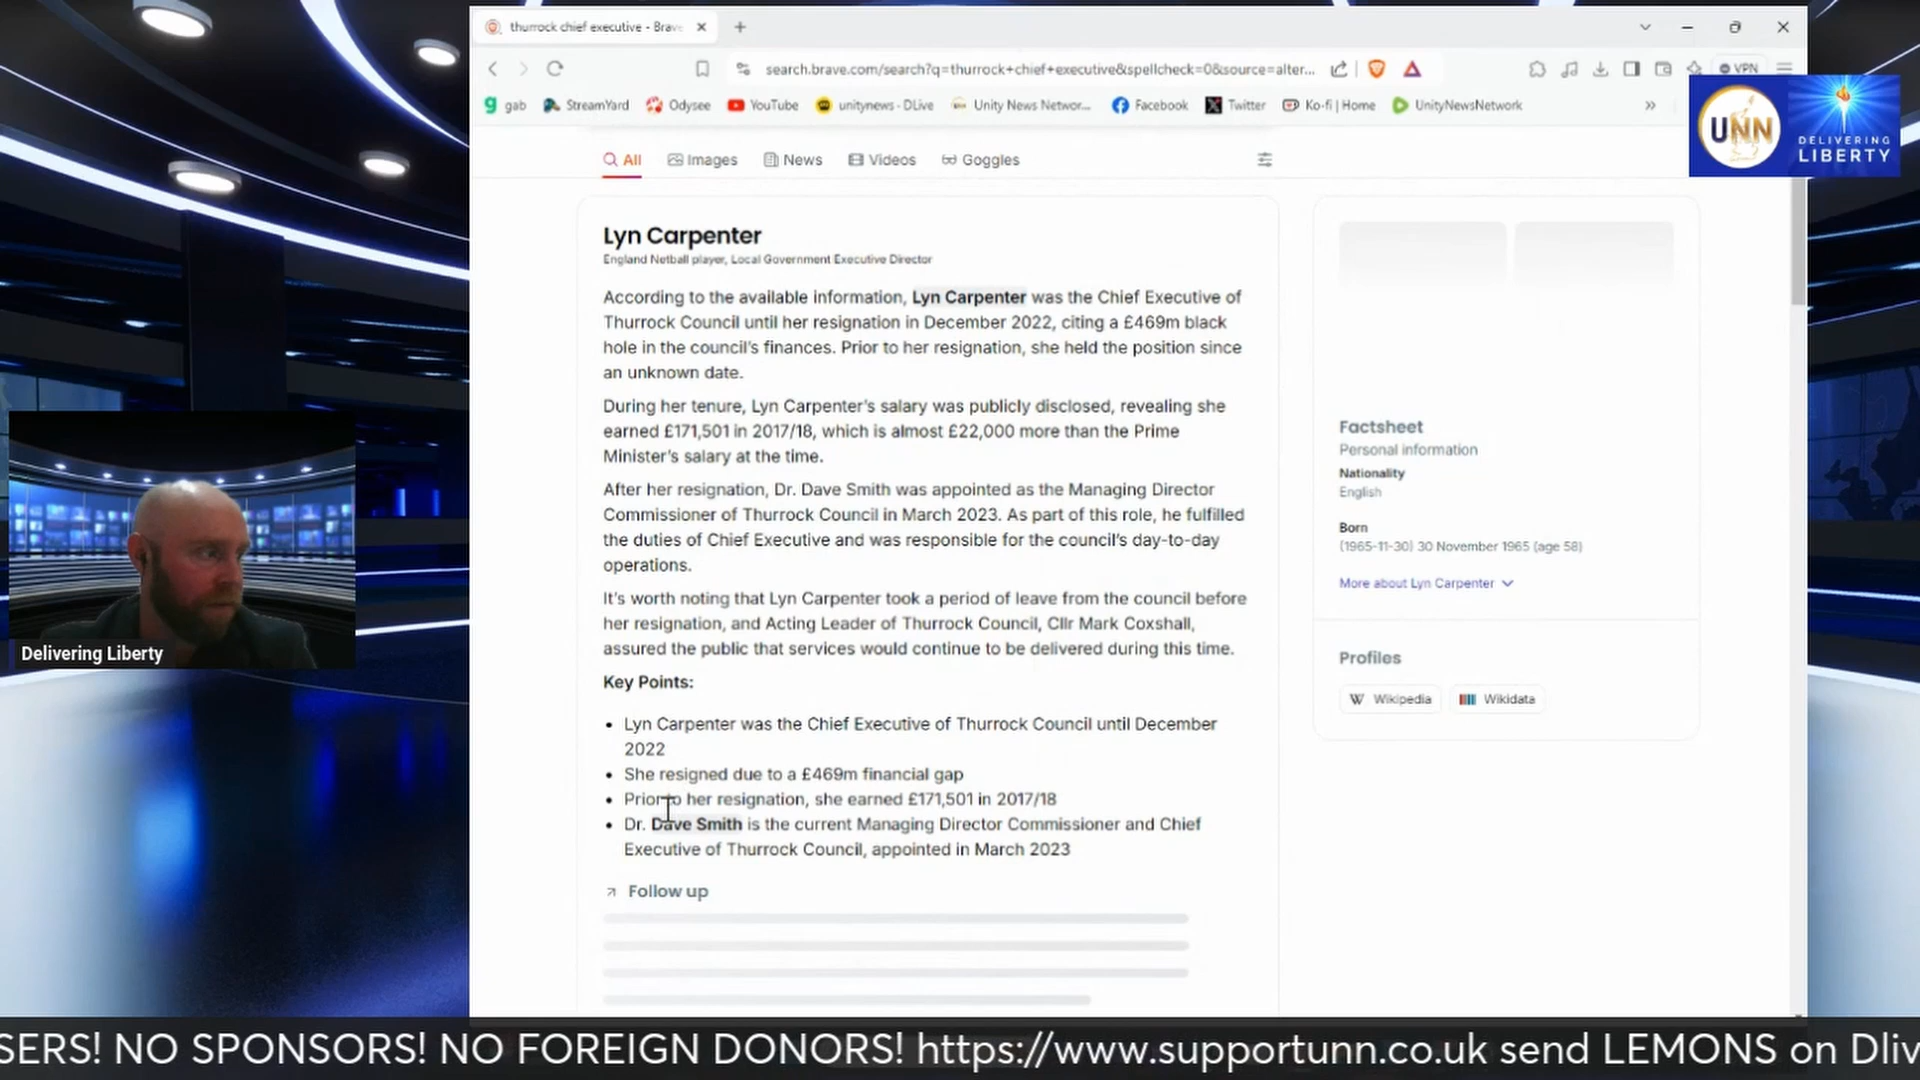 thurrock chief executive - Brave
search.brave.com/search?q=thurrock+chief+executive&spellcheck=0&source=alter...
VPN
gab
StreamYard
Odysee
YouTube
unitynews - DLive
Unity News Networ...
Facebook
Twitter
Ko-fi | Home
UnityNewsNetwork
»
UNN
DELIVERING
LIBERTY
All
Images
News
Videos
Goggles
Lyn Carpenter
England Netball player, Local Government Executive Director
According to the available information, Lyn Carpenter was the Chief Executive of
Thurrock Council until her resignation in December 2022, citing a £469m black
hole in the council's finances. Prior to her resignation, she held the position since
an unknown date.
During her tenure, Lyn Carpenter's salary was publicly disclosed, revealing she
earned £171,501 in 2017/18, which is almost £22,000 more than the Prime
Minister's salary at the time.
After her resignation, Dr. Dave Smith was appointed as the Managing Director
Commissioner of Thurrock Council in March 2023. As part of this role, he fulfilled
the duties of Chief Executive and was responsible for the council's day-to-day
operations.
It's worth noting that Lyn Carpenter took a period of leave from the council before
her resignation, and Acting Leader of Thurrock Council, Cllr Mark Coxshall,
assured the public that services would continue to be delivered during this time.
Key Points:
• Lyn Carpenter was the Chief Executive of Thurrock Council until December
2022
• She resigned due to a £469m financial gap
• Prior to her resignation, she earned £171,501 in 2017/18
• Dr. Dave Smith is the current Managing Director Commissioner and Chief
Executive of Thurrock Council, appointed in March 2023
Follow up
Factsheet
Personal information
Nationality
English
Born
(1965-11-30) 30 November 1965 (age 58)
More about Lyn Carpenter
Profiles
W Wikipedia
Wikidata
Delivering Liberty
SERS! NO SPONSORS! NO FOREIGN DONORS! https://www.supportunn.co.uk send LEMONS on Dliv